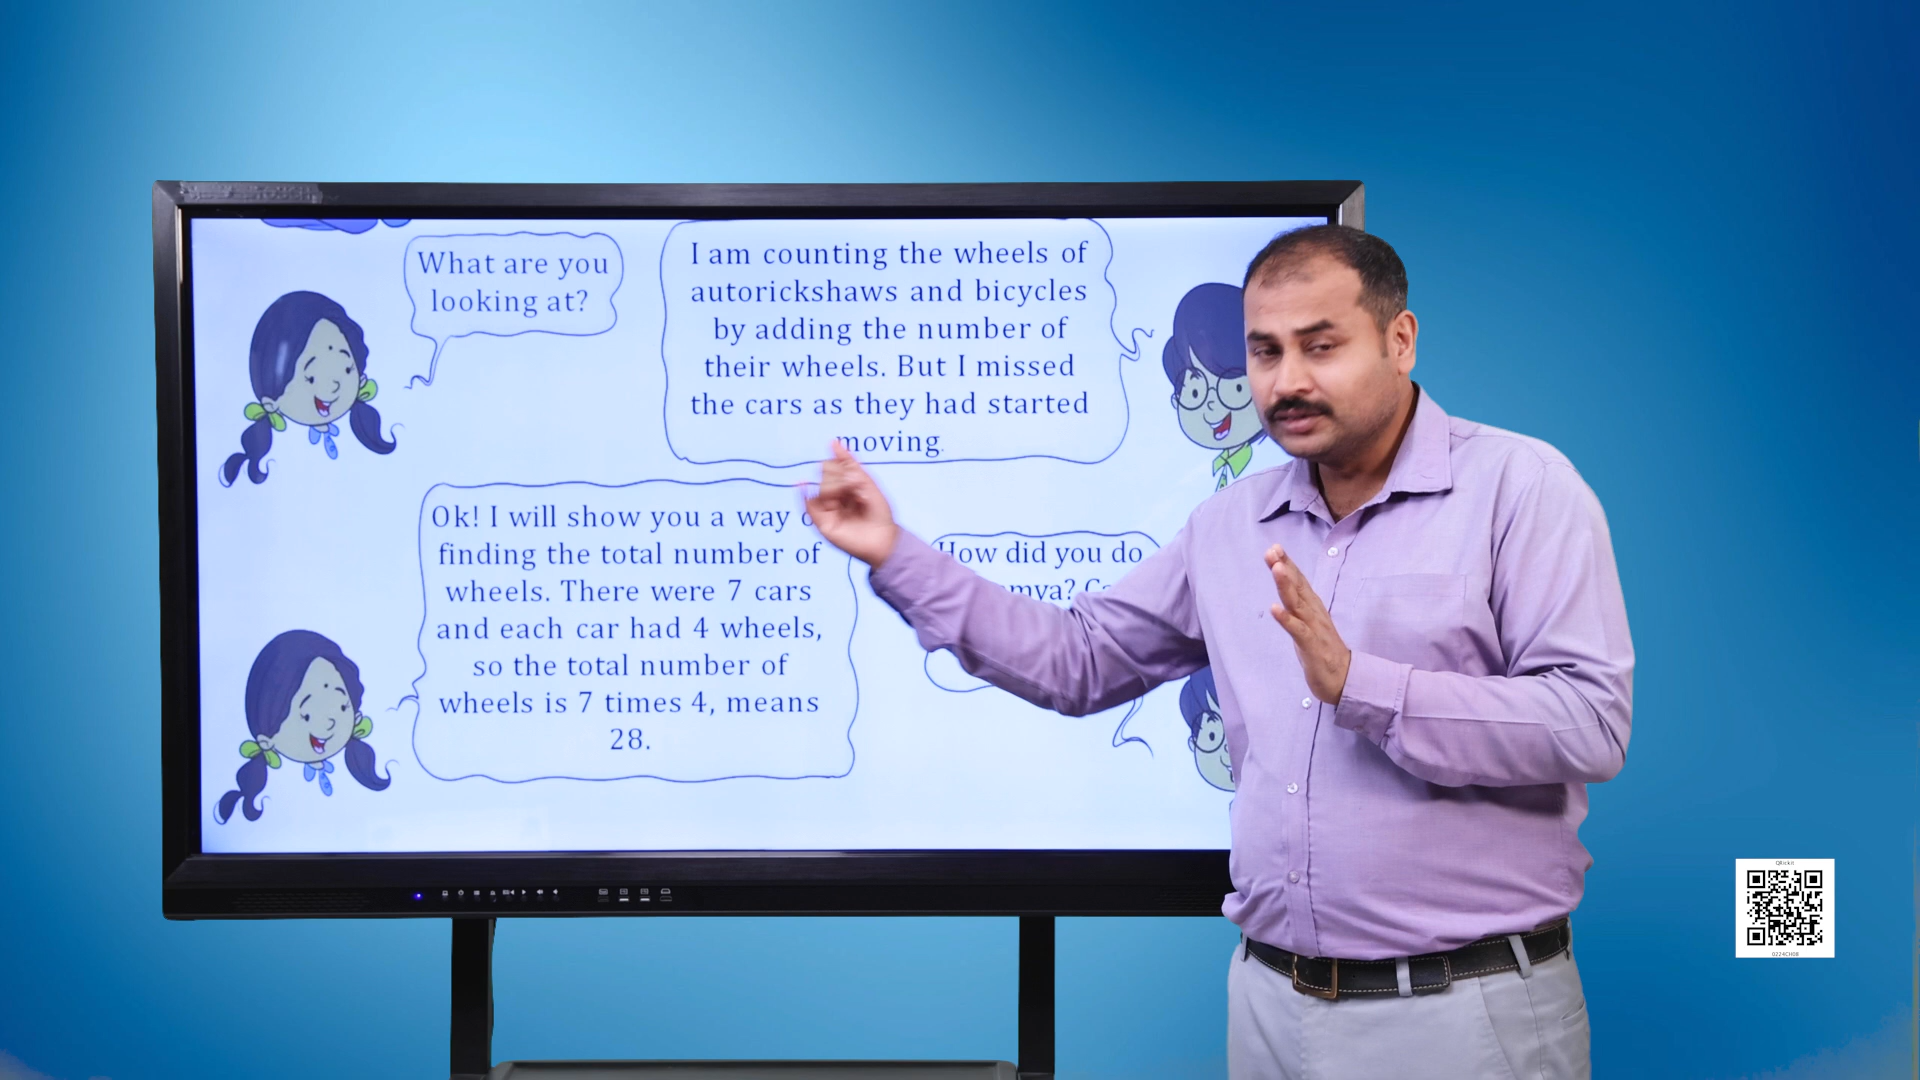 What are you
looking at?
I am counting the wheels of
autorickshaws and bicycles
by adding the number of
their wheels. But I missed
the cars as they had started
moving.
Ok! I will show you a way
finding the total number of
wheels. There were 7 cars
and each car had 4 wheels,
so the total number of
wheels is 7 times 4, means
28.
How did you do
QRickit
0224CH08